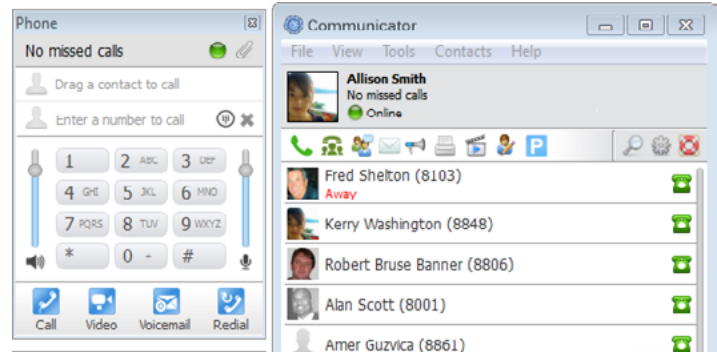 Phone
No missed calls
Drag a contact to call
Enter a number to call
1 2 ABC 3 DEF
4 GHI 5 JKL 6 MNO
7 PQRS 8 TUV 9 WXYZ
* 0 - #
Call Video Voicemail Redial
Communicator
File View Tools Contacts Help
Allison Smith
No missed calls
Online
P
Fred Shelton (8103)
Away
Kerry Washington (8848)
Robert Bruse Banner (8806)
Alan Scott (8001)
Amer Guzvica (8861)